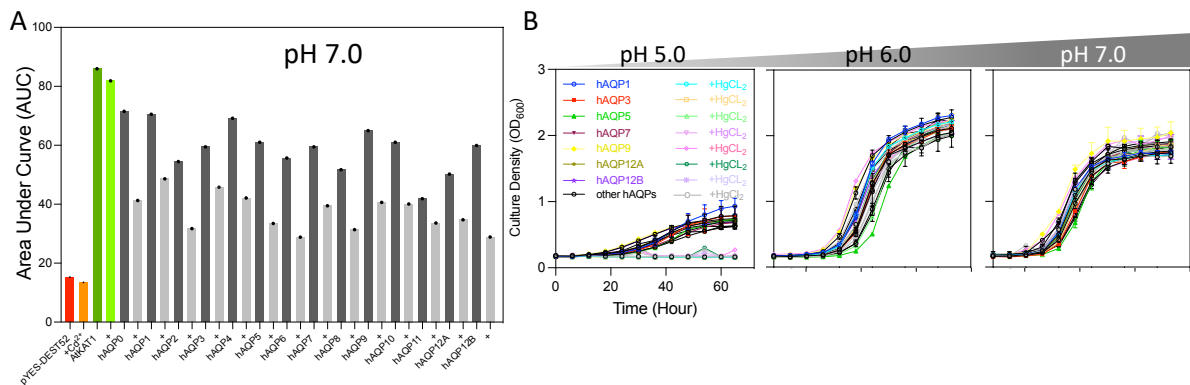 A
pH 7.0
Area Under Curve (AUC)
100
80
60
40
20
0
pYES-DEST52
+Cd²⁺
AtKAT1
+
hAQP0
+
hAQP1
+
hAQP2
+
hAQP3
+
hAQP4
+
hAQP5
+
hAQP6
+
hAQP7
+
hAQP8
+
hAQP9
+
hAQP10
+
hAQP11
+
hAQP12A
+
hAQP12B
+
B
pH 5.0
pH 6.0
pH 7.0
Culture Density (OD₆₀₀)
3
2
1
0
hAQP1 +HgCL₂
hAQP3 +HgCL₂
hAQP5 +HgCL₂
hAQP7 +HgCL₂
hAQP9 +HgCL₂
hAQP12A +HgCL₂
hAQP12B +HgCL₂
other hAQPs +HgCl₂
0 20 40 60
Time (Hour)